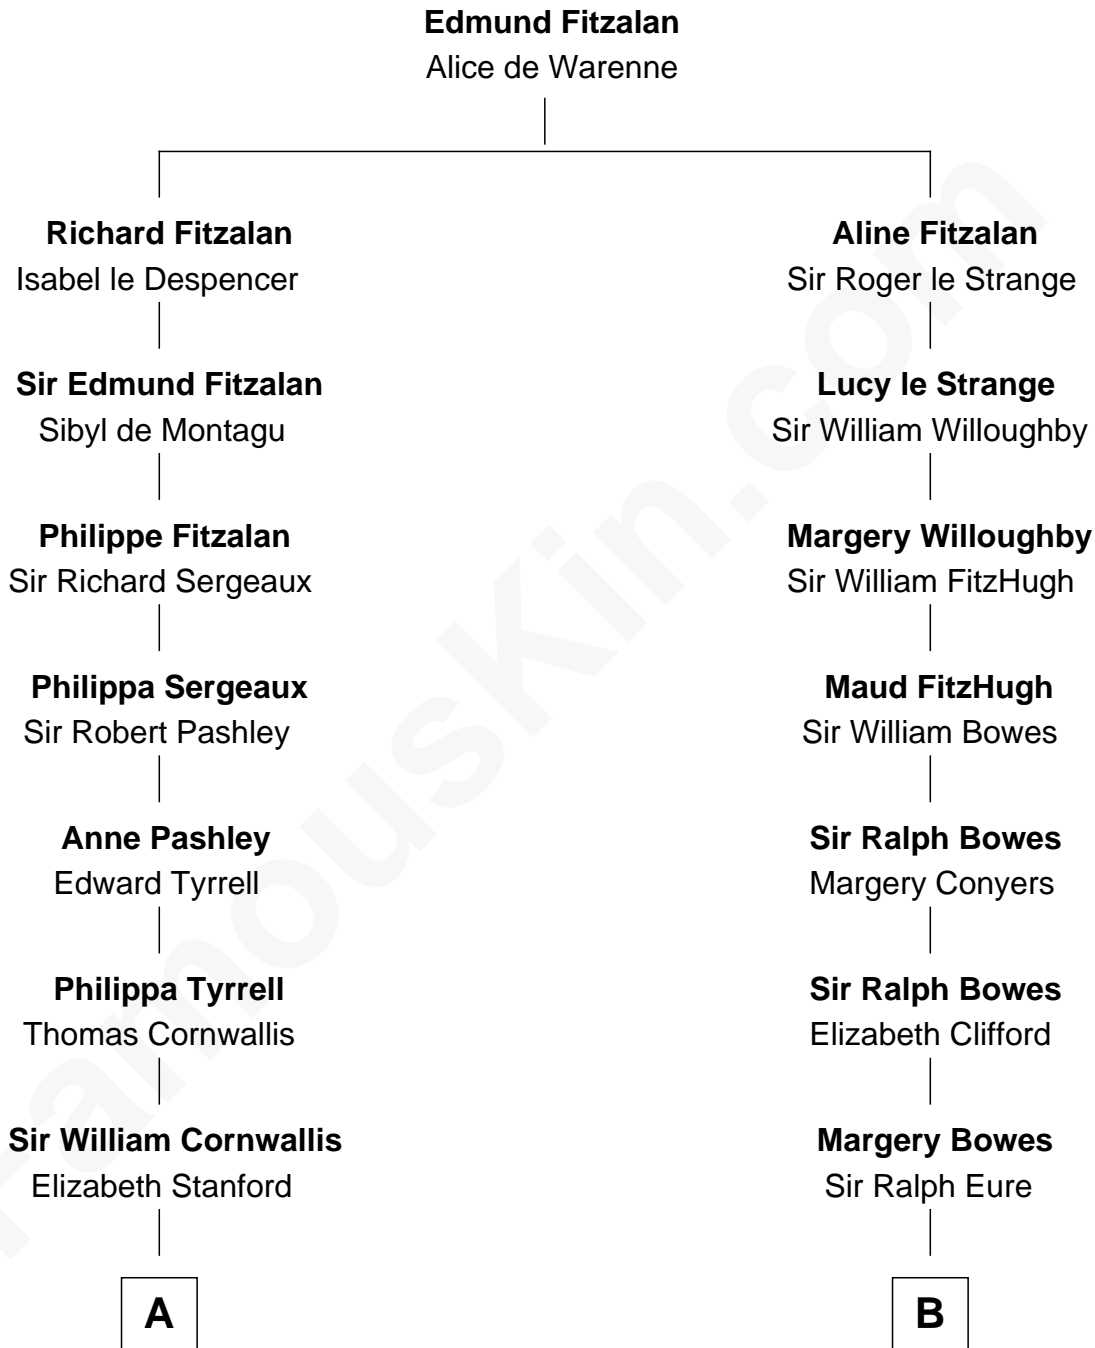 Edmund Fitzalan
Alice de Warenne
Richard Fitzalan
Isabel le Despencer
Aline Fitzalan
Sir Roger le Strange
Sir Edmund Fitzalan
Sibyl de Montagu
Lucy le Strange
Sir William Willoughby
Philippe Fitzalan
Sir Richard Sergeaux
Margery Willoughby
Sir William FitzHugh
Philippa Sergeaux
Sir Robert Pashley
Maud FitzHugh
Sir William Bowes
Anne Pashley
Edward Tyrrell
Sir Ralph Bowes
Margery Conyers
Philippa Tyrrell
Thomas Cornwallis
Sir Ralph Bowes
Elizabeth Clifford
Sir William Cornwallis
Elizabeth Stanford
Margery Bowes
Sir Ralph Eure
A
B
FamousKin.com